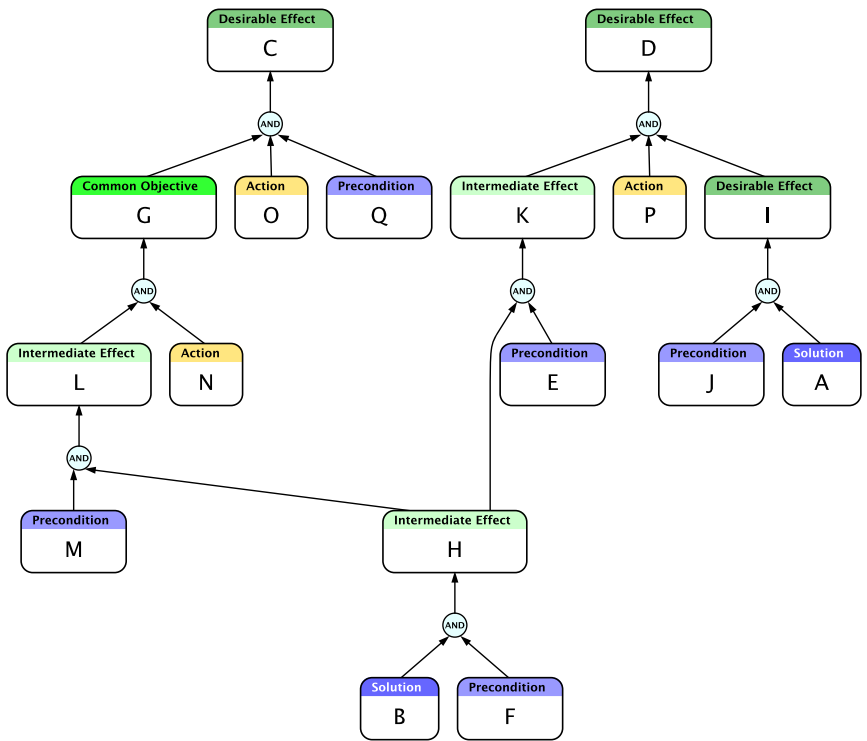 Desirable Effect
C
Desirable Effect
D
AND
AND
Common Objective
G
Action
O
Precondition
Q
Intermediate Effect
K
Action
P
Desirable Effect
I
AND
AND
AND
Intermediate Effect
L
Action
N
Precondition
E
Precondition
J
Solution
A
AND
Precondition
M
Intermediate Effect
H
AND
Solution
B
Precondition
F